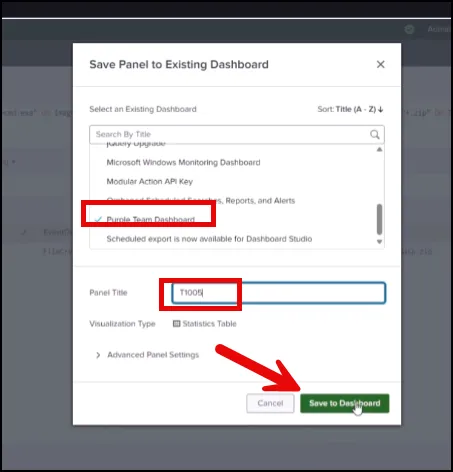 Save Panel to Existing Dashboard
Select an Existing Dashboard Sort: Title (A - Z)
Search By Title
jQuery Upgrade
Microsoft Windows Monitoring Dashboard
Modular Action API Key
Orphaned Scheduled Searches, Reports, and Alerts
Purple Team Dashboard
Scheduled export is now available for Dashboard Studio
Panel Title T1005
Visualization Type Statistics Table
Advanced Panel Settings
Cancel Save to Dashboard